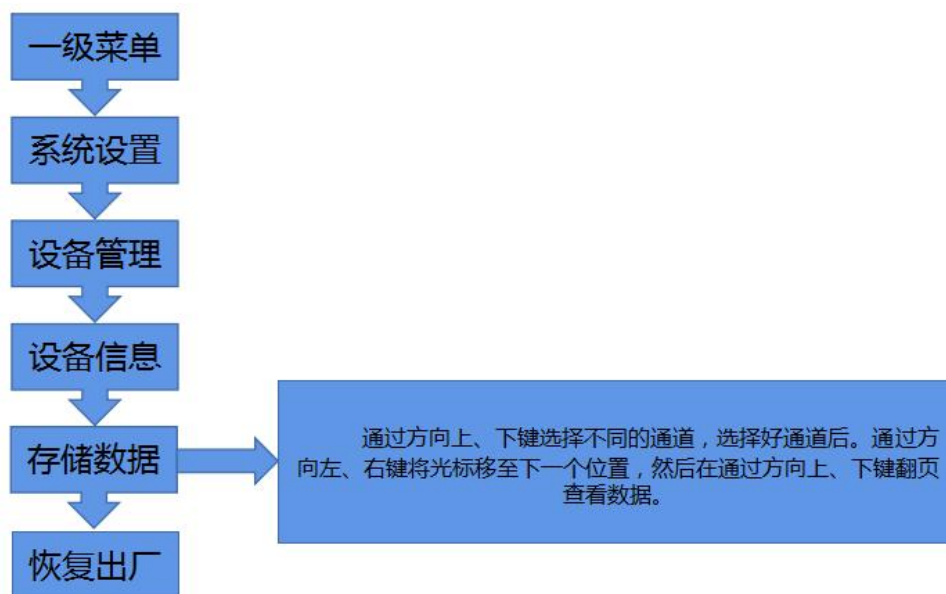 一级菜单
系统设置
设备管理
设备信息
存储数据
通过方向上、下键选择不同的通道，选择好通道后。通过方
向左、右键将光标移至下一个位置，然后在通过方向上、下键翻页
查看数据。
恢复出厂